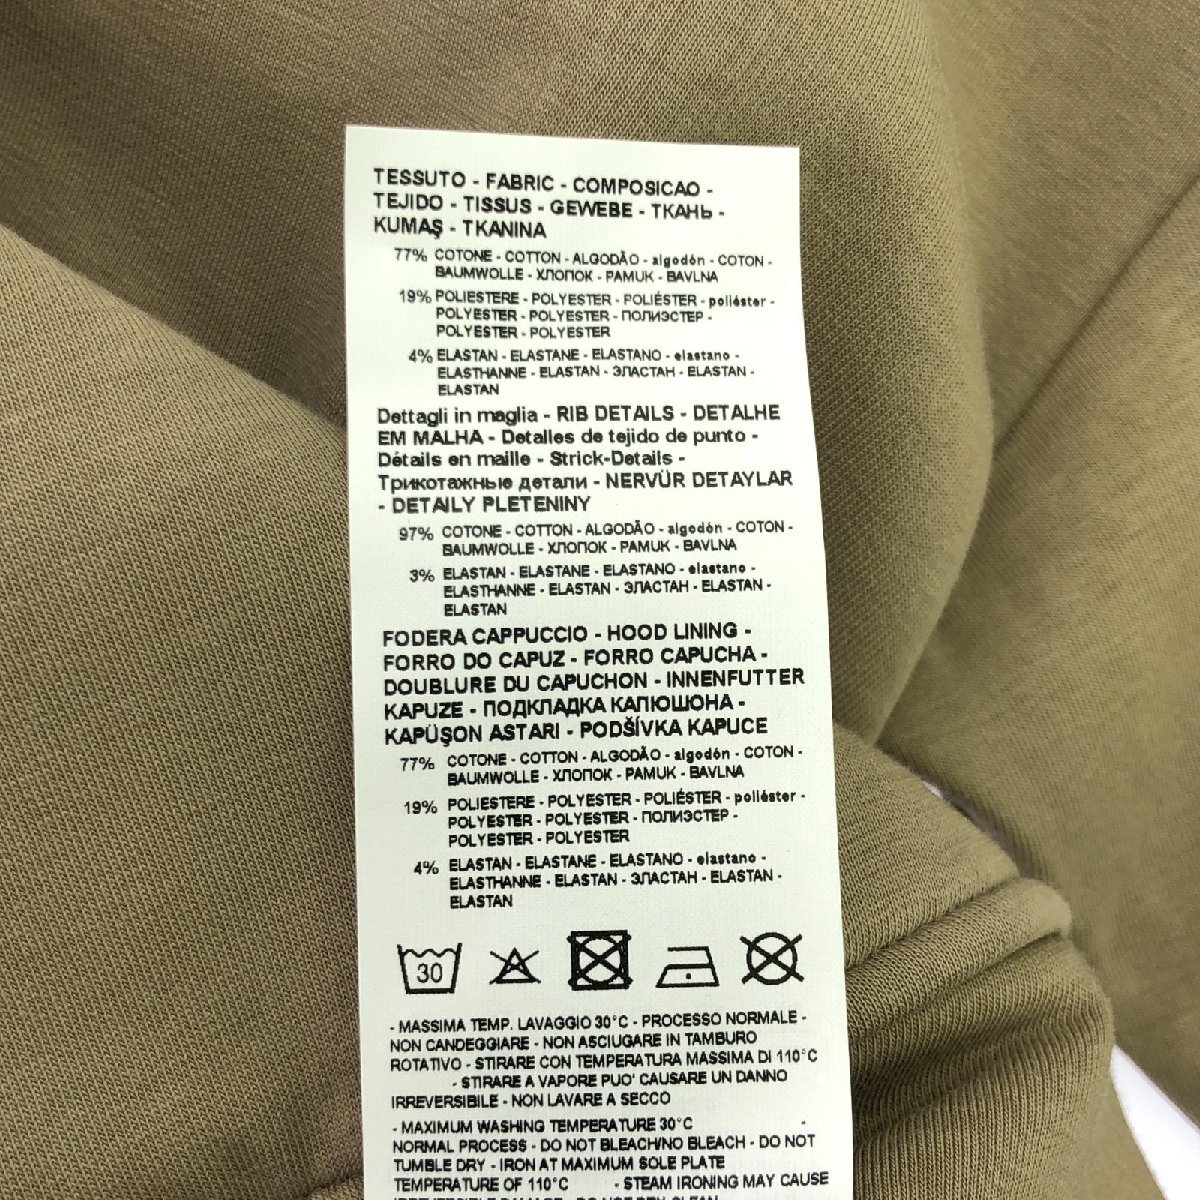 TESSUTO - FABRIC - COMPOSICAO -
TEJIDO - TISSUS - GEWEBE - ТКАНЬ -
KUMAŞ - TKANINA
77% COTONE - COTTON - ALGODÃO - algodón - COTON -
BAUMWOLLE - ХЛОПОК - PAMUK - BAVLNA
19% POLIESTERE - POLYESTER - POLIÉSTER - poliéster -
POLYESTER - POLYESTER - ПОЛИЭСТЕР -
POLYESTER - POLYESTER
4% ELASTAN - ELASTANE - ELASTANO - elastano -
ELASTHANNE - ELASTAN - ЭЛАСТАН - ELASTAN -
ELASTAN
Dettagli in maglia - RIB DETAILS - DETALHE
EM MALHA - Detalles de tejido de punto -
Détails en maille - Strick-Details -
Трикотажные детали - NERVÜR DETAYLAR
- DETAILY PLETENINY
97% COTONE - COTTON - ALGODÃO - algodón - COTON -
BAUMWOLLE - ХЛОПОК - PAMUK - BAVLNA
3% ELASTAN - ELASTANE - ELASTANO - elastano -
ELASTHANNE - ELASTAN - ЭЛАСТАН - ELASTAN -
ELASTAN
FODERA CAPPUCCIO - HOOD LINING -
FORRO DO CAPUZ - FORRO CAPUCHA -
DOUBLURE DU CAPUCHON - INNENFUTTER
KAPUZE - ПОДКЛАДКА КАПЮШОНА -
KAPÜŞON ASTARI - PODŠÍVKA KAPUCE
77% COTONE - COTTON - ALGODÃO - algodón - COTON -
BAUMWOLLE - ХЛОПОК - PAMUK - BAVLNA
19% POLIESTERE - POLYESTER - POLIÉSTER - poliéster -
POLYESTER - POLYESTER - ПОЛИЭСТЕР -
POLYESTER - POLYESTER
4% ELASTAN - ELASTANE - ELASTANO - elastano -
ELASTHANNE - ELASTAN - ЭЛАСТАН - ELASTAN -
ELASTAN
30
- MASSIMA TEMP. LAVAGGIO 30°C - PROCESSO NORMALE -
NON CANDEGGIARE - NON ASCIUGARE IN TAMBURO
ROTATIVO - STIRARE CON TEMPERATURA MASSIMA DI 110°C
- STIRARE A VAPORE PUO' CAUSARE UN DANNO
IRREVERSIBILE - NON LAVARE A SECCO
- MAXIMUM WASHING TEMPERATURE 30°C -
NORMAL PROCESS - DO NOT BLEACH/NO BLEACH - DO NOT
TUMBLE DRY - IRON AT MAXIMUM SOLE PLATE
TEMPERATURE OF 110°C - STEAM IRONING MAY CAUSE